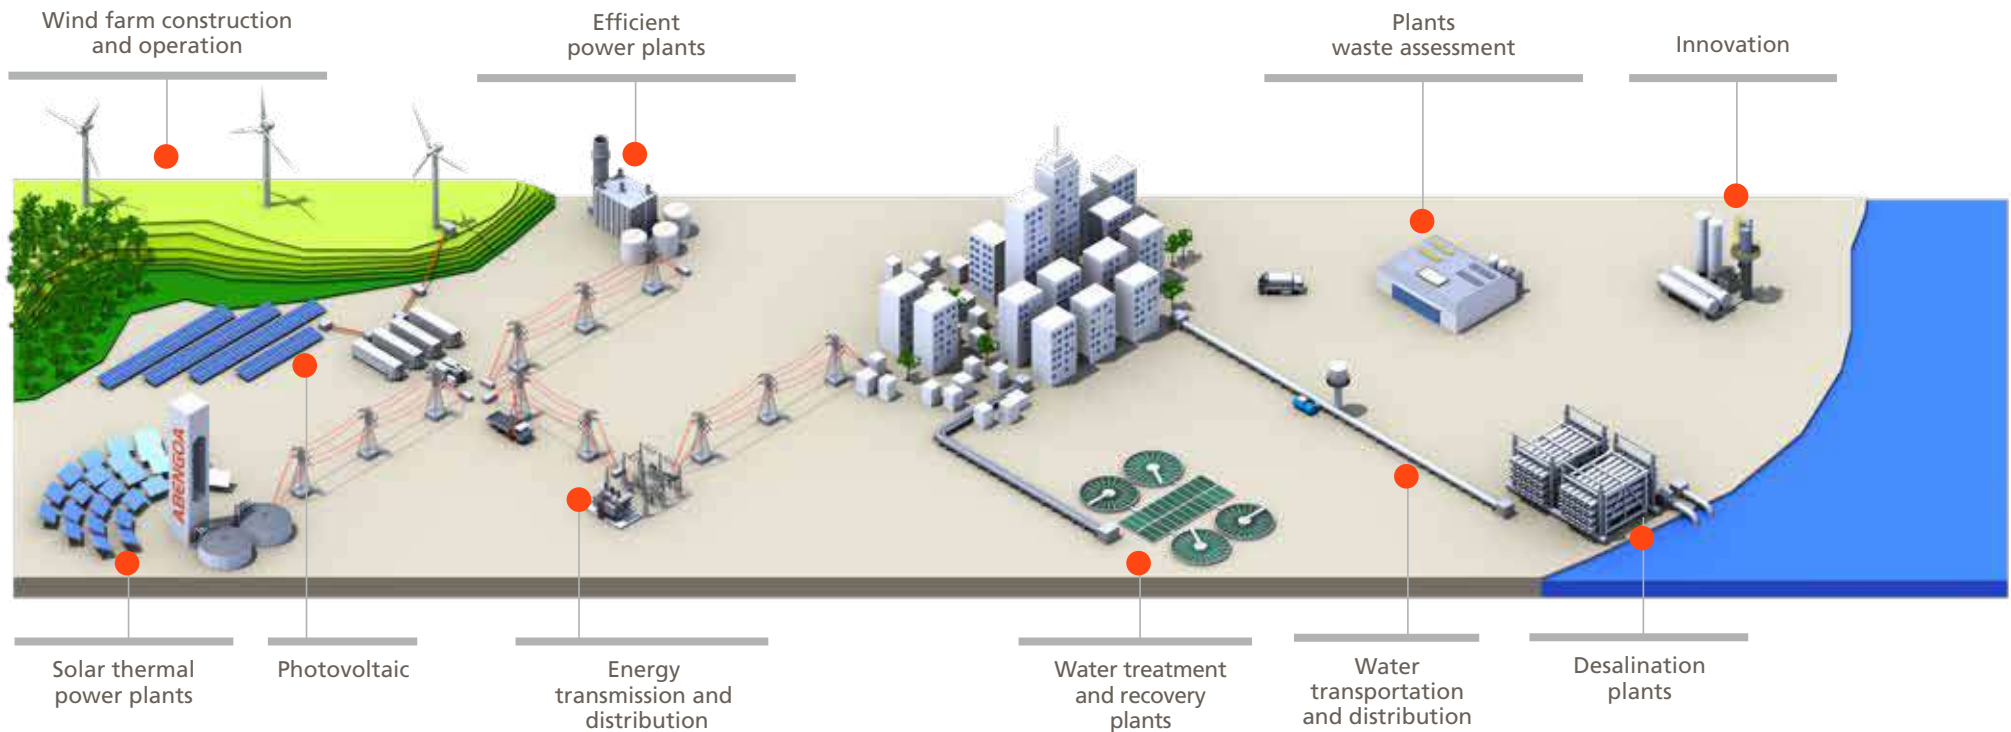 Wind farm construction
and operation
Efficient
power plants
Plants
waste assessment
Innovation
ABENGOA
Solar thermal
power plants
Photovoltaic
Energy
transmission and
distribution
Water treatment
and recovery
plants
Water
transportation
and distribution
Desalination
plants